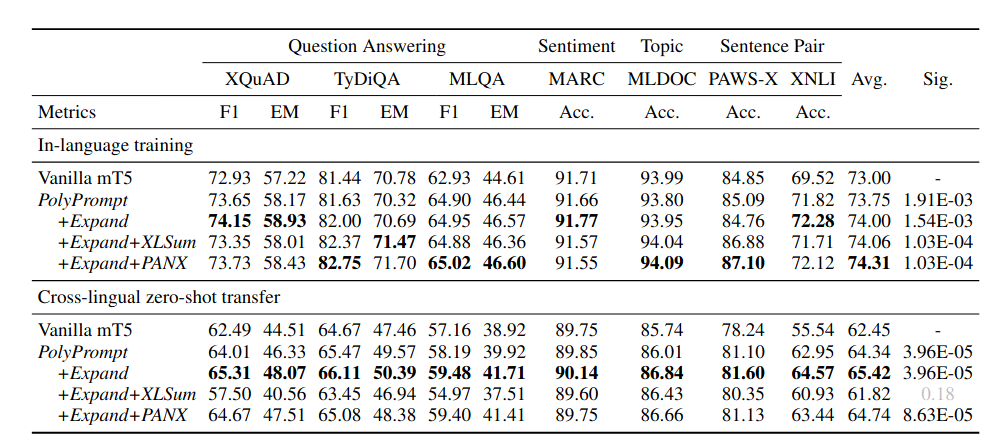 Question Answering Sentiment Topic Sentence Pair
XQuAD TyDiQA MLQA MARC MLDOC PAWS-X XNLI Avg. Sig.
Metrics F1 EM F1 EM F1 EM Acc. Acc. Acc. Acc.
In-language training
Vanilla mT5 72.93 57.22 81.44 70.78 62.93 44.61 91.71 93.99 84.85 69.52 73.00 -
PolyPrompt 73.65 58.17 81.63 70.32 64.90 46.44 91.66 93.80 85.09 71.82 73.75 1.91E-03
+Expand 74.15 58.93 82.00 70.69 64.95 46.57 91.77 93.95 84.76 72.28 74.00 1.54E-03
+Expand+XLSum 73.35 58.01 82.37 71.47 64.88 46.36 91.57 94.04 86.88 71.71 74.06 1.03E-04
+Expand+PANX 73.73 58.43 82.75 71.70 65.02 46.60 91.55 94.09 87.10 72.12 74.31 1.03E-04
Cross-lingual zero-shot transfer
Vanilla mT5 62.49 44.51 64.67 47.46 57.16 38.92 89.75 85.74 78.24 55.54 62.45 -
PolyPrompt 64.01 46.33 65.47 49.57 58.19 39.92 89.85 86.01 81.10 62.95 64.34 3.96E-05
+Expand 65.31 48.07 66.11 50.39 59.48 41.71 90.14 86.84 81.60 64.57 65.42 3.96E-05
+Expand+XLSum 57.50 40.56 63.45 46.94 54.97 37.51 89.60 86.43 80.35 60.93 61.82 0.18
+Expand+PANX 64.67 47.51 65.08 48.38 59.40 41.41 89.75 86.66 81.13 63.44 64.74 8.63E-05